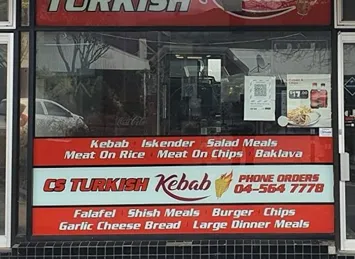 TURKISH
Kebab Iskender Salad Meals
Meat On Rice Meat On Chips Baklava
CS TURKISH Kebab PHONE ORDERS
04-564 7778
Falafel Shish Meals Burger Chips
Garlic Cheese Bread Large Dinner Meals